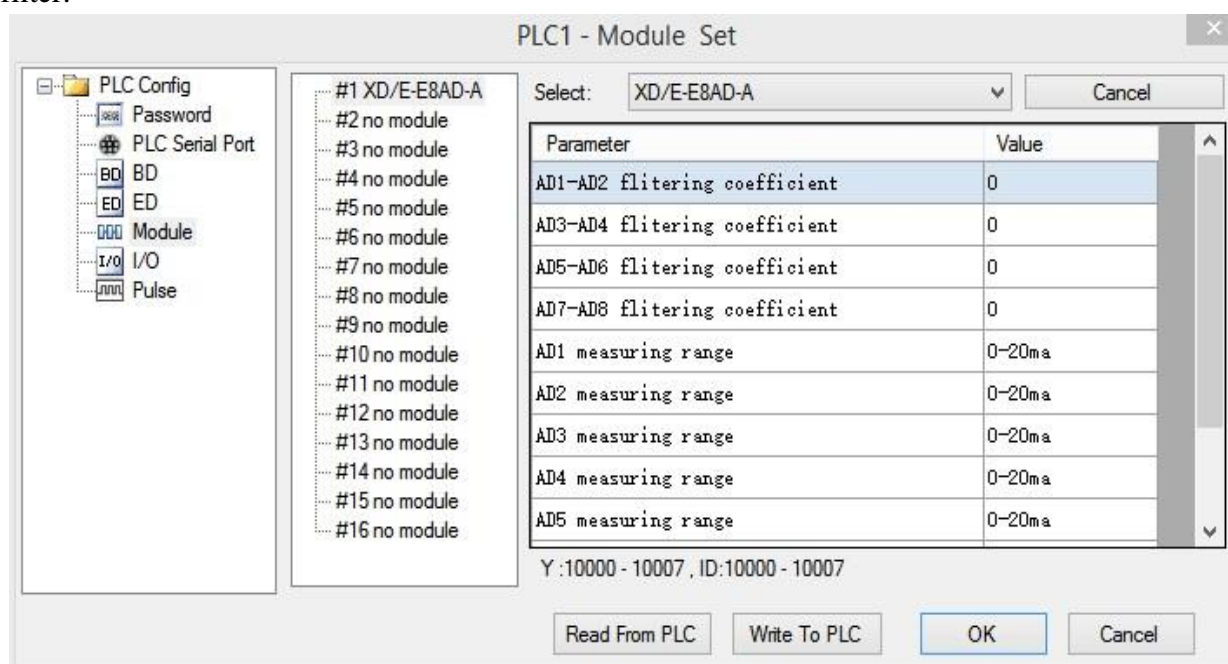 PLC1 - Module Set
PLC Config
Password
PLC Serial Port
BD BD
ED ED
Module
I/O I/O
Pulse
#1 XD/E-E8AD-A
#2 no module
#3 no module
#4 no module
#5 no module
#6 no module
#7 no module
#8 no module
#9 no module
#10 no module
#11 no module
#12 no module
#13 no module
#14 no module
#15 no module
#16 no module
Select: XD/E-E8AD-A Cancel
Parameter Value
AD1-AD2 flitering coefficient 0
AD3-AD4 flitering coefficient 0
AD5-AD6 flitering coefficient 0
AD7-AD8 flitering coefficient 0
AD1 measuring range 0-20ma
AD2 measuring range 0-20ma
AD3 measuring range 0-20ma
AD4 measuring range 0-20ma
AD5 measuring range 0-20ma
Y :10000 - 10007 , ID:10000 - 10007
Read From PLC Write To PLC OK Cancel